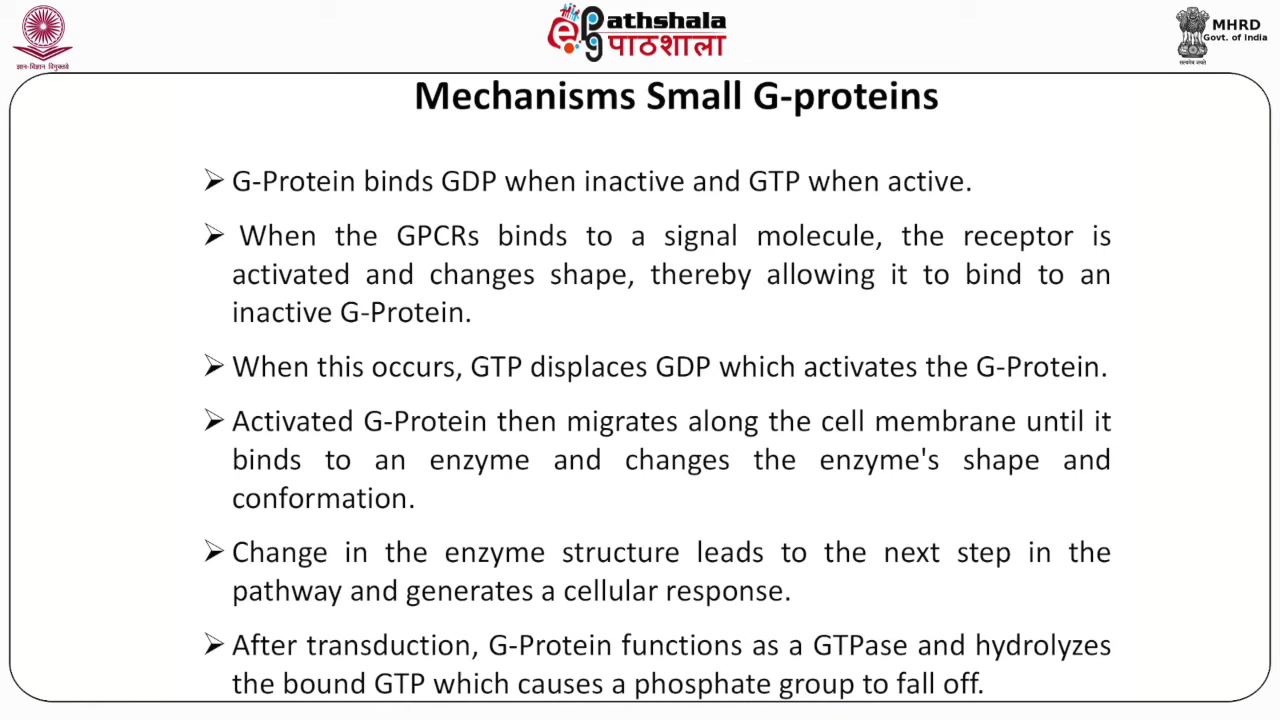 ज्ञान-विज्ञान विमुक्तये
ePathshala
पाठशाला
MHRD
Govt. of India
सत्यमेव जयते
Mechanisms Small G-proteins
➢ G-Protein binds GDP when inactive and GTP when active.
➢ When the GPCRs binds to a signal molecule, the receptor is
activated and changes shape, thereby allowing it to bind to an
inactive G-Protein.
➢ When this occurs, GTP displaces GDP which activates the G-Protein.
➢ Activated G-Protein then migrates along the cell membrane until it
binds to an enzyme and changes the enzyme's shape and
conformation.
➢ Change in the enzyme structure leads to the next step in the
pathway and generates a cellular response.
➢ After transduction, G-Protein functions as a GTPase and hydrolyzes
the bound GTP which causes a phosphate group to fall off.